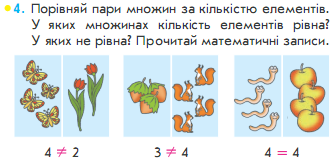 4. Порівняй пари множин за кількістю елементів.
У яких множинах кількість елементів рівна?
У яких не рівна? Прочитай математичні записи.
4 ≠ 2 3 ≠ 4 4 = 4